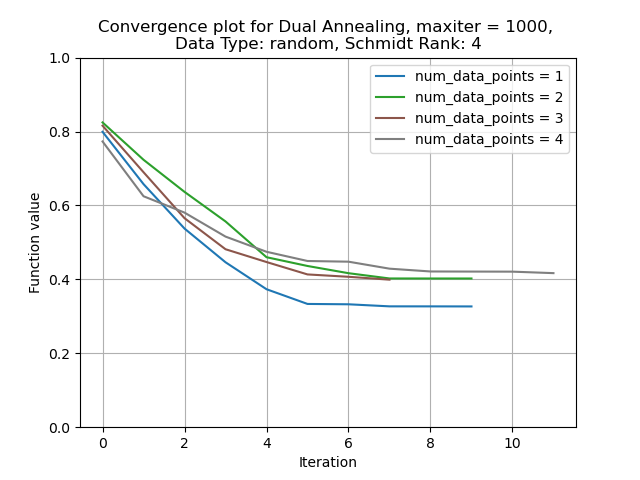 Convergence plot for Dual Annealing, maxiter = 1000,
Data Type: random, Schmidt Rank: 4
num_data_points = 1
num_data_points = 2
num_data_points = 3
num_data_points = 4
1.0
0.8
0.6
0.4
0.2
0.0
Function value
0 2 4 6 8 10
Iteration